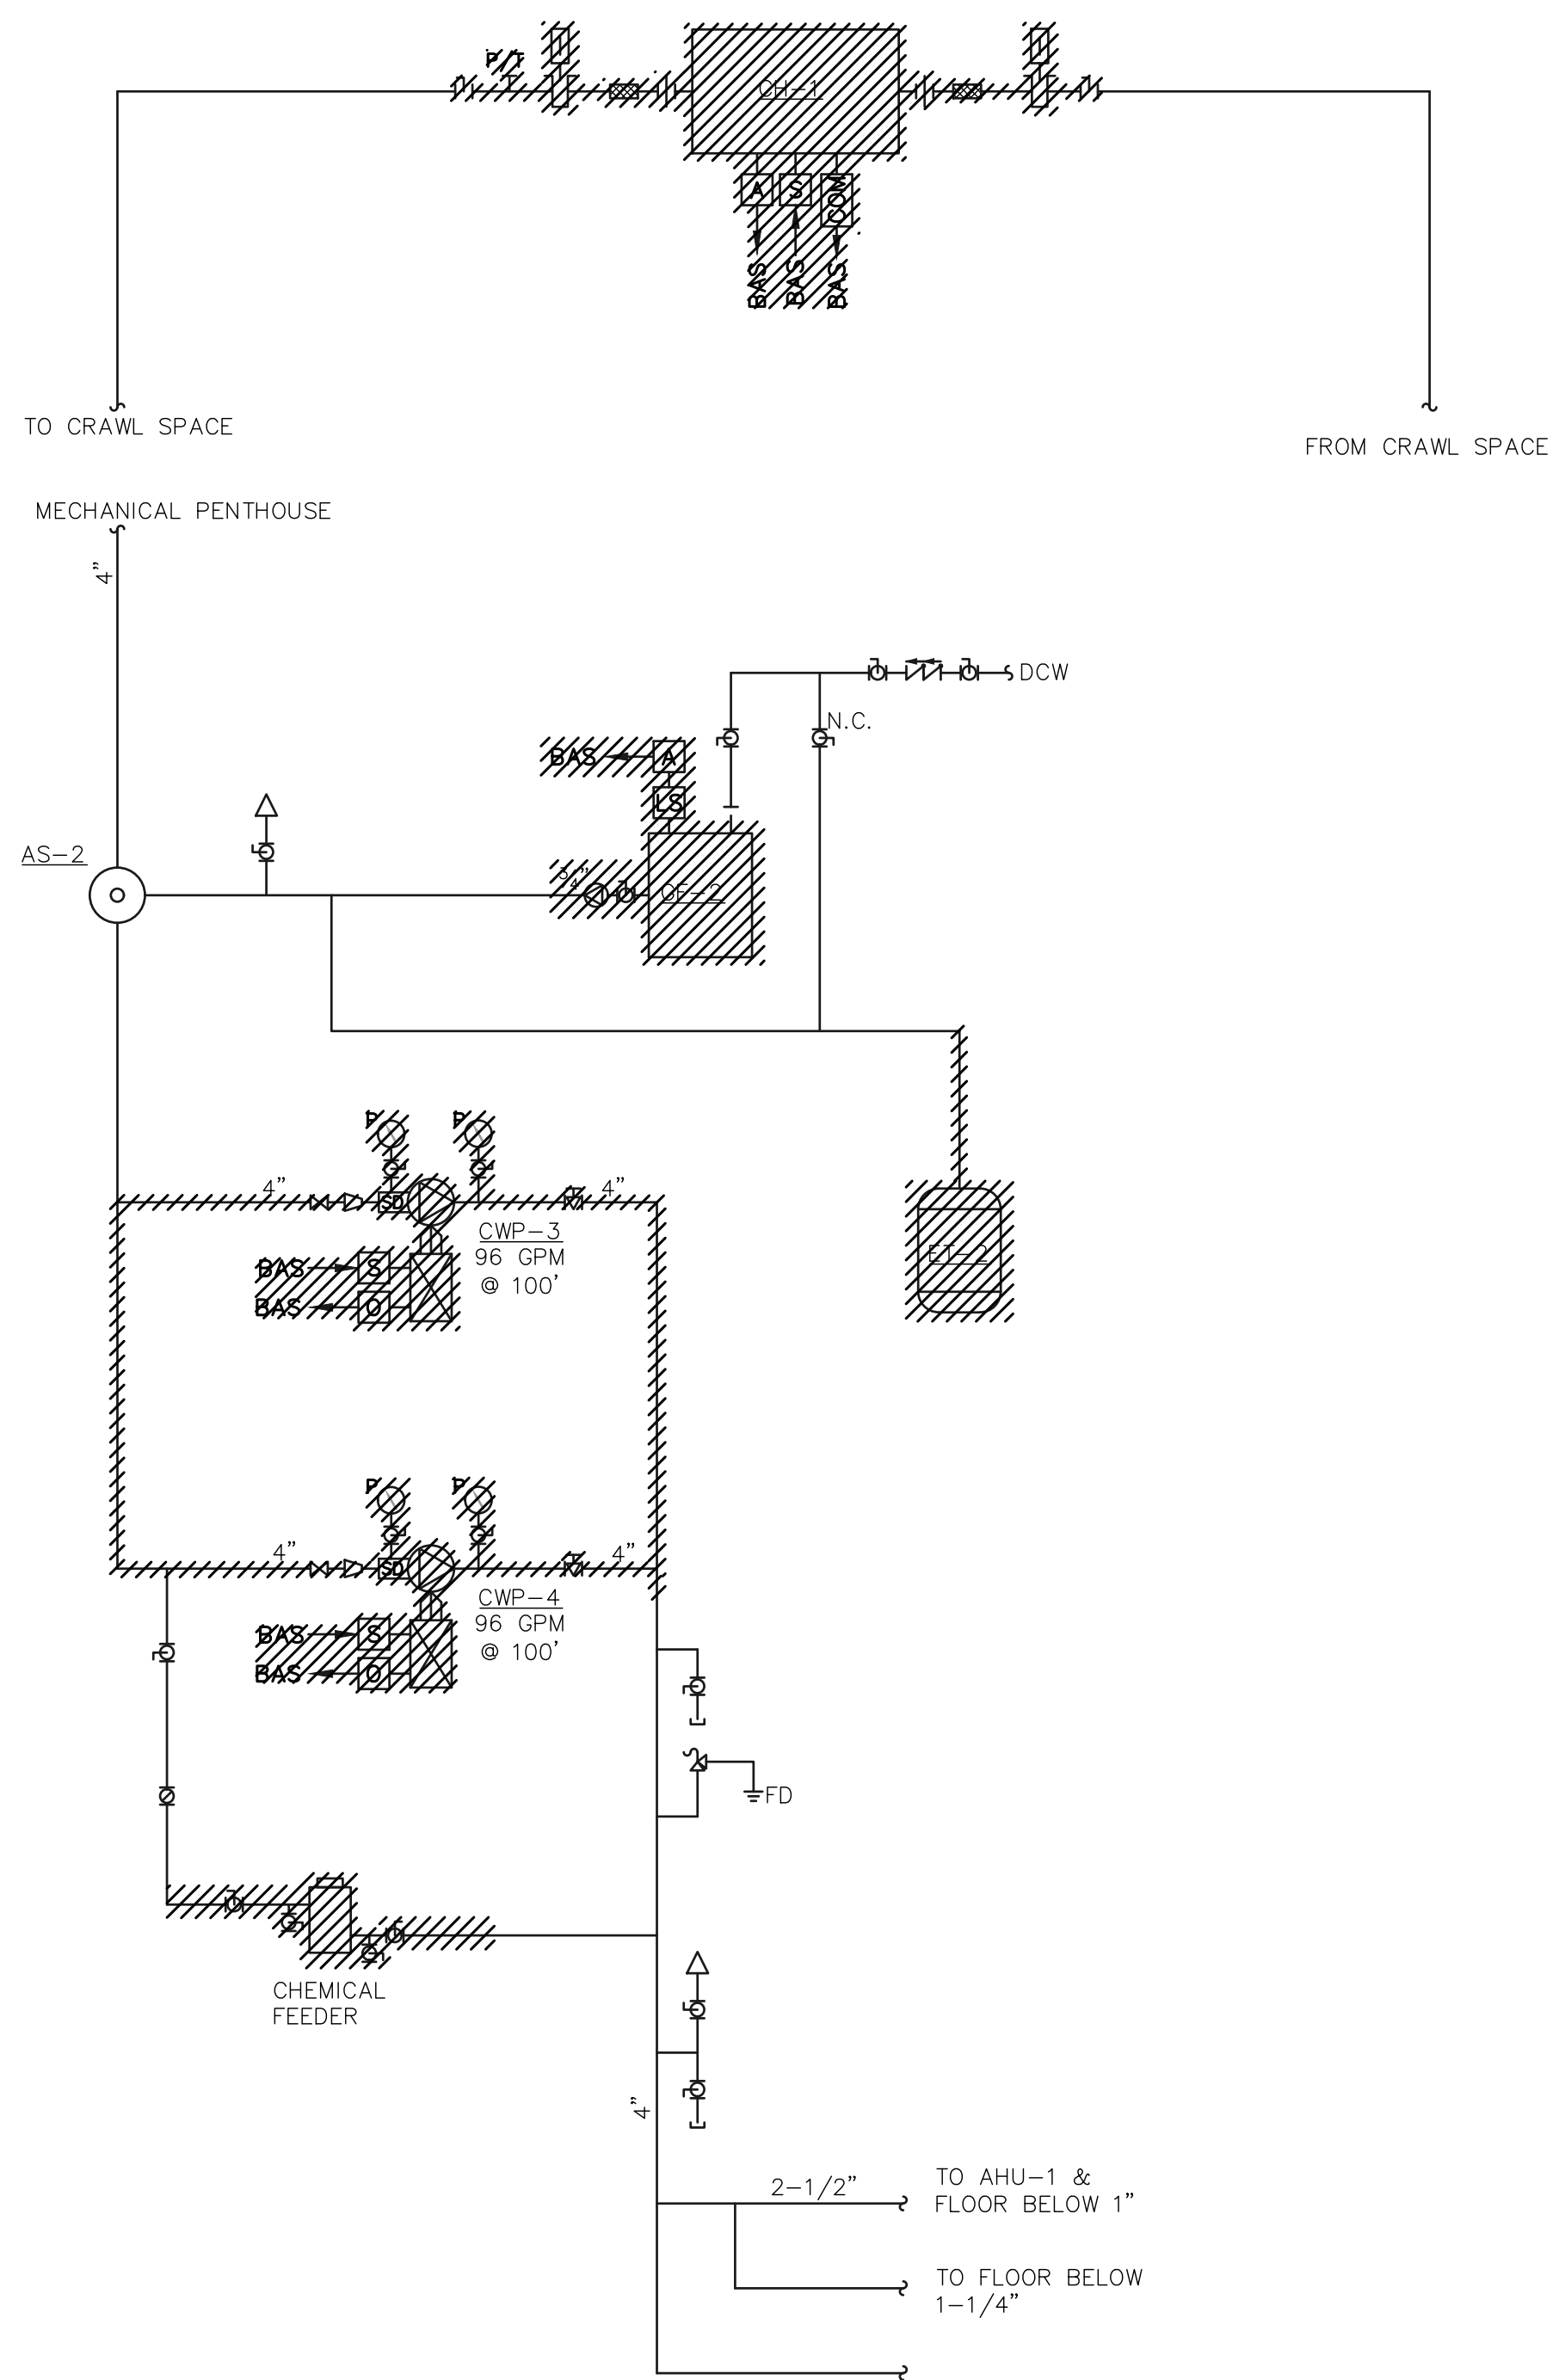 P/T
CH-1
A S COM
BAS BAS BAS
TO CRAWL SPACE
FROM CRAWL SPACE
MECHANICAL PENTHOUSE
4"
DCW
N.C.
BAS A
LS
AS-2
3/4"
GF-2
P P
4" SD 4"
CWP-3
96 GPM
@ 100'
BAS S
BAS O
ET-2
P P
4" SD 4"
CWP-4
96 GPM
@ 100'
BAS S
BAS O
FD
CHEMICAL
FEEDER
4"
2-1/2"
TO AHU-1 &
FLOOR BELOW 1"
TO FLOOR BELOW
1-1/4"